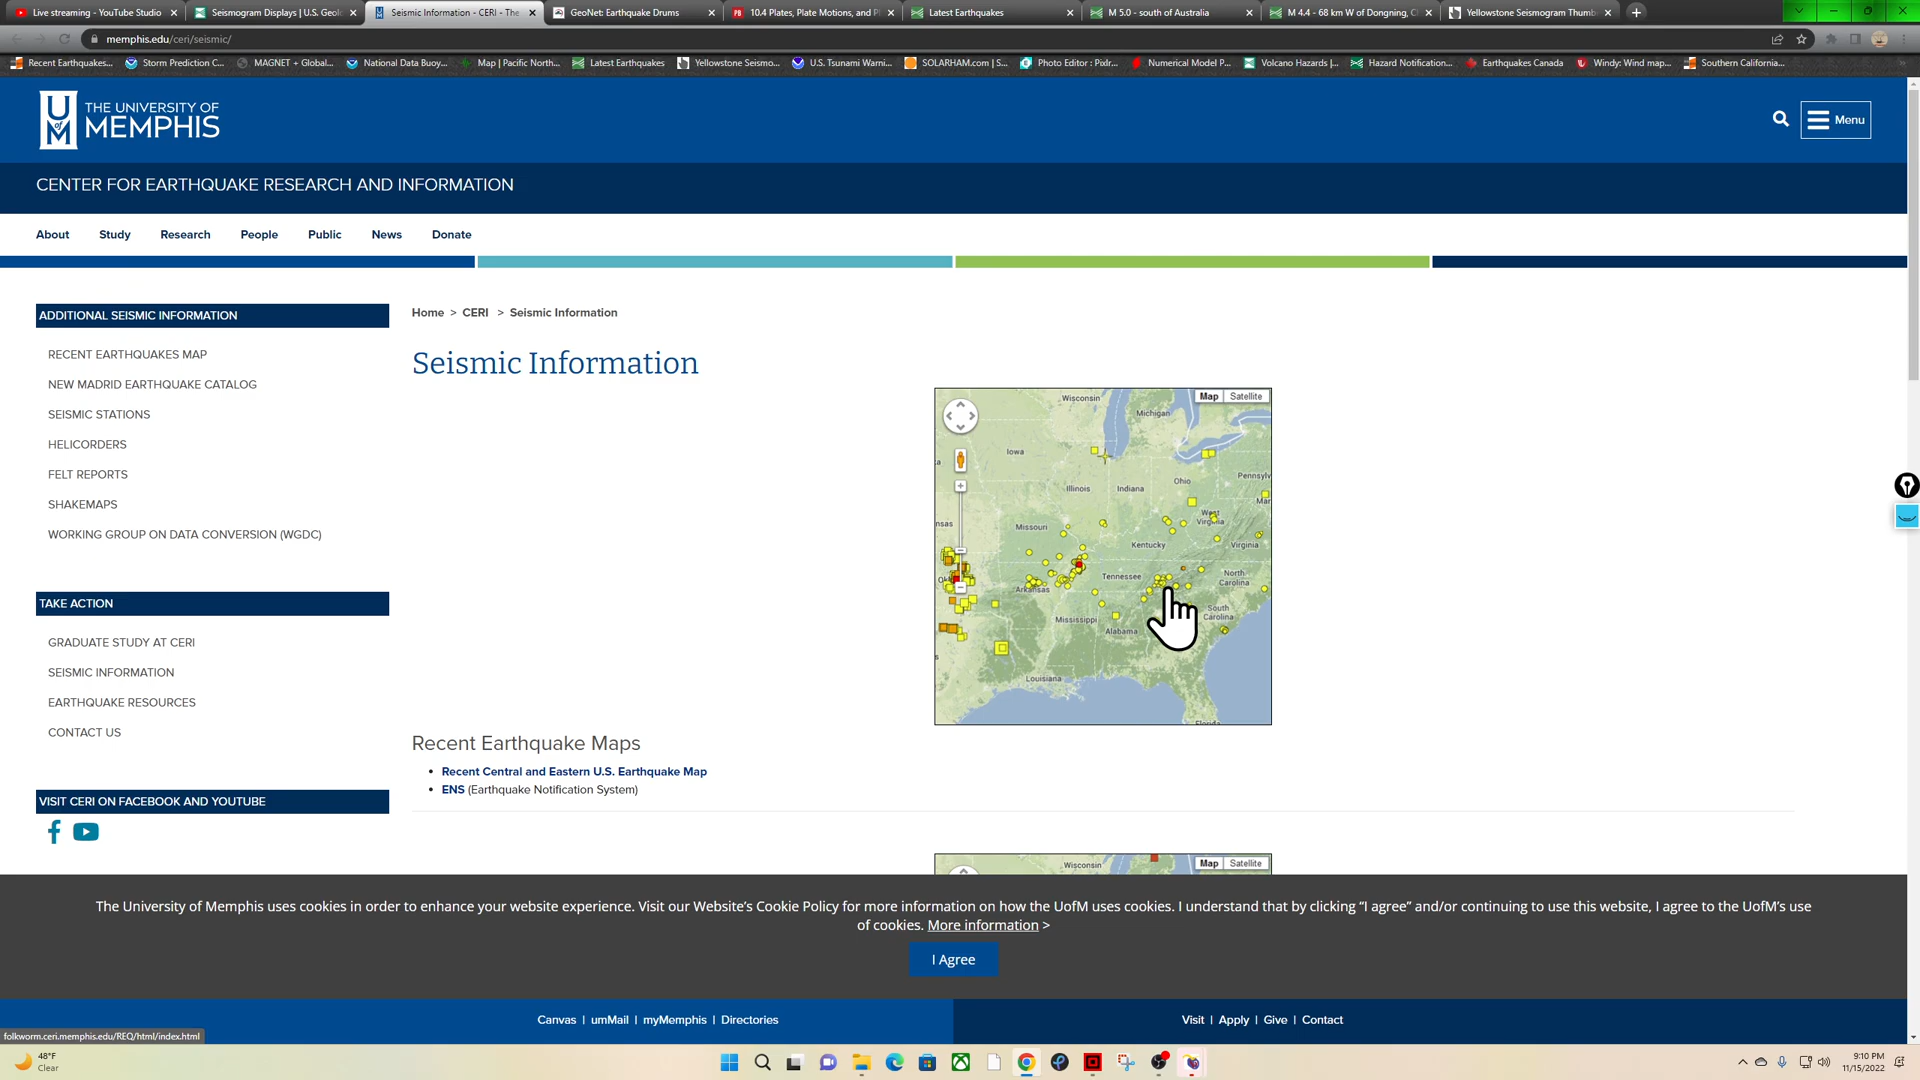 Live streaming - YouTube Studio
Seismogram Displays | U.S. Geolo
Seismic Information - CERI - The
GeoNet: Earthquake Drums
10.4 Plates, Plate Motions, and Pl
Latest Earthquakes
M 5.0 - south of Australia
M 4.4 - 68 km W of Dongning, C
Yellowstone Seismogram Thumb
memphis.edu/ceri/seismic/
Recent Earthquakes...
Storm Prediction C...
MAGNET + Global...
National Data Buoy...
Map | Pacific North...
Latest Earthquakes
Yellowstone Seismo...
U.S. Tsunami Warni...
SOLARHAM.com | S...
Photo Editor : Pixlr...
Numerical Model P...
Volcano Hazards |...
Hazard Notification...
Earthquakes Canada
Windy: Wind map...
Southern California...
U of M
THE UNIVERSITY OF
MEMPHIS
Menu
CENTER FOR EARTHQUAKE RESEARCH AND INFORMATION
About Study Research People Public News Donate
ADDITIONAL SEISMIC INFORMATION
RECENT EARTHQUAKES MAP
NEW MADRID EARTHQUAKE CATALOG
SEISMIC STATIONS
HELICORDERS
FELT REPORTS
SHAKEMAPS
WORKING GROUP ON DATA CONVERSION (WGDC)
TAKE ACTION
GRADUATE STUDY AT CERI
SEISMIC INFORMATION
EARTHQUAKE RESOURCES
CONTACT US
VISIT CERI ON FACEBOOK AND YOUTUBE
Home > CERI > Seismic Information
Seismic Information
Map Satellite
Wisconsin
Michigan
Iowa
Illinois
Indiana
Ohio
Pennsylv
Missouri
West
Virginia
Kentucky
Virginia
Tennessee
North
Carolina
Arkansas
South
Carolina
Mississippi
Alabama
Louisiana
Florida
Recent Earthquake Maps
• Recent Central and Eastern U.S. Earthquake Map
• ENS (Earthquake Notification System)
Wisconsin
Map Satellite
The University of Memphis uses cookies in order to enhance your website experience. Visit our Website's Cookie Policy for more information on how the UofM uses cookies. I understand that by clicking “I agree” and/or continuing to use this website, I agree to the UofM's use
of cookies. More information >
I Agree
Canvas | umMail | myMemphis | Directories
Visit | Apply | Give | Contact
folkworm.ceri.memphis.edu/REQ/html/index.html
48°F
Clear
9:10 PM
11/15/2022